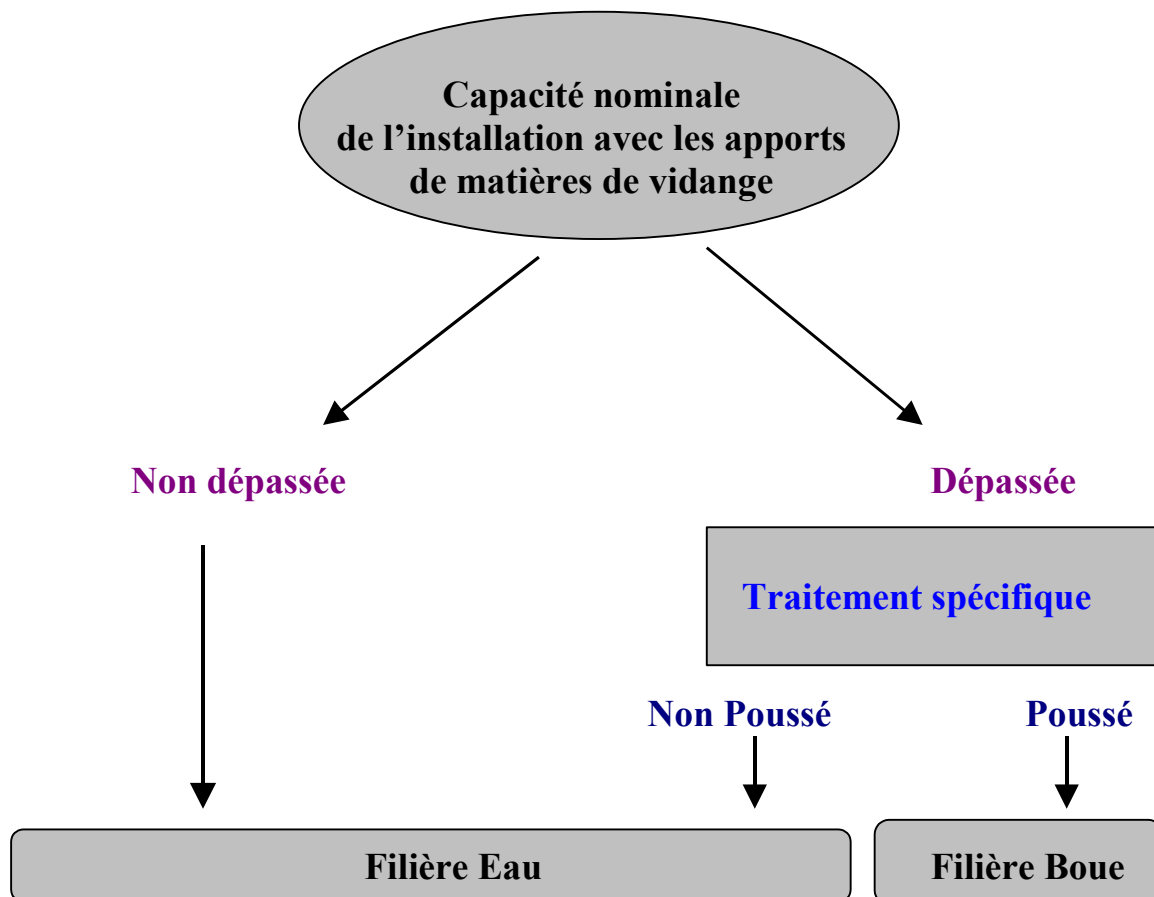 Capacité nominale
de l’installation avec les apports
de matières de vidange
Non dépassée
Dépassée
Traitement spécifique
Non Poussé
Poussé
Filière Eau
Filière Boue